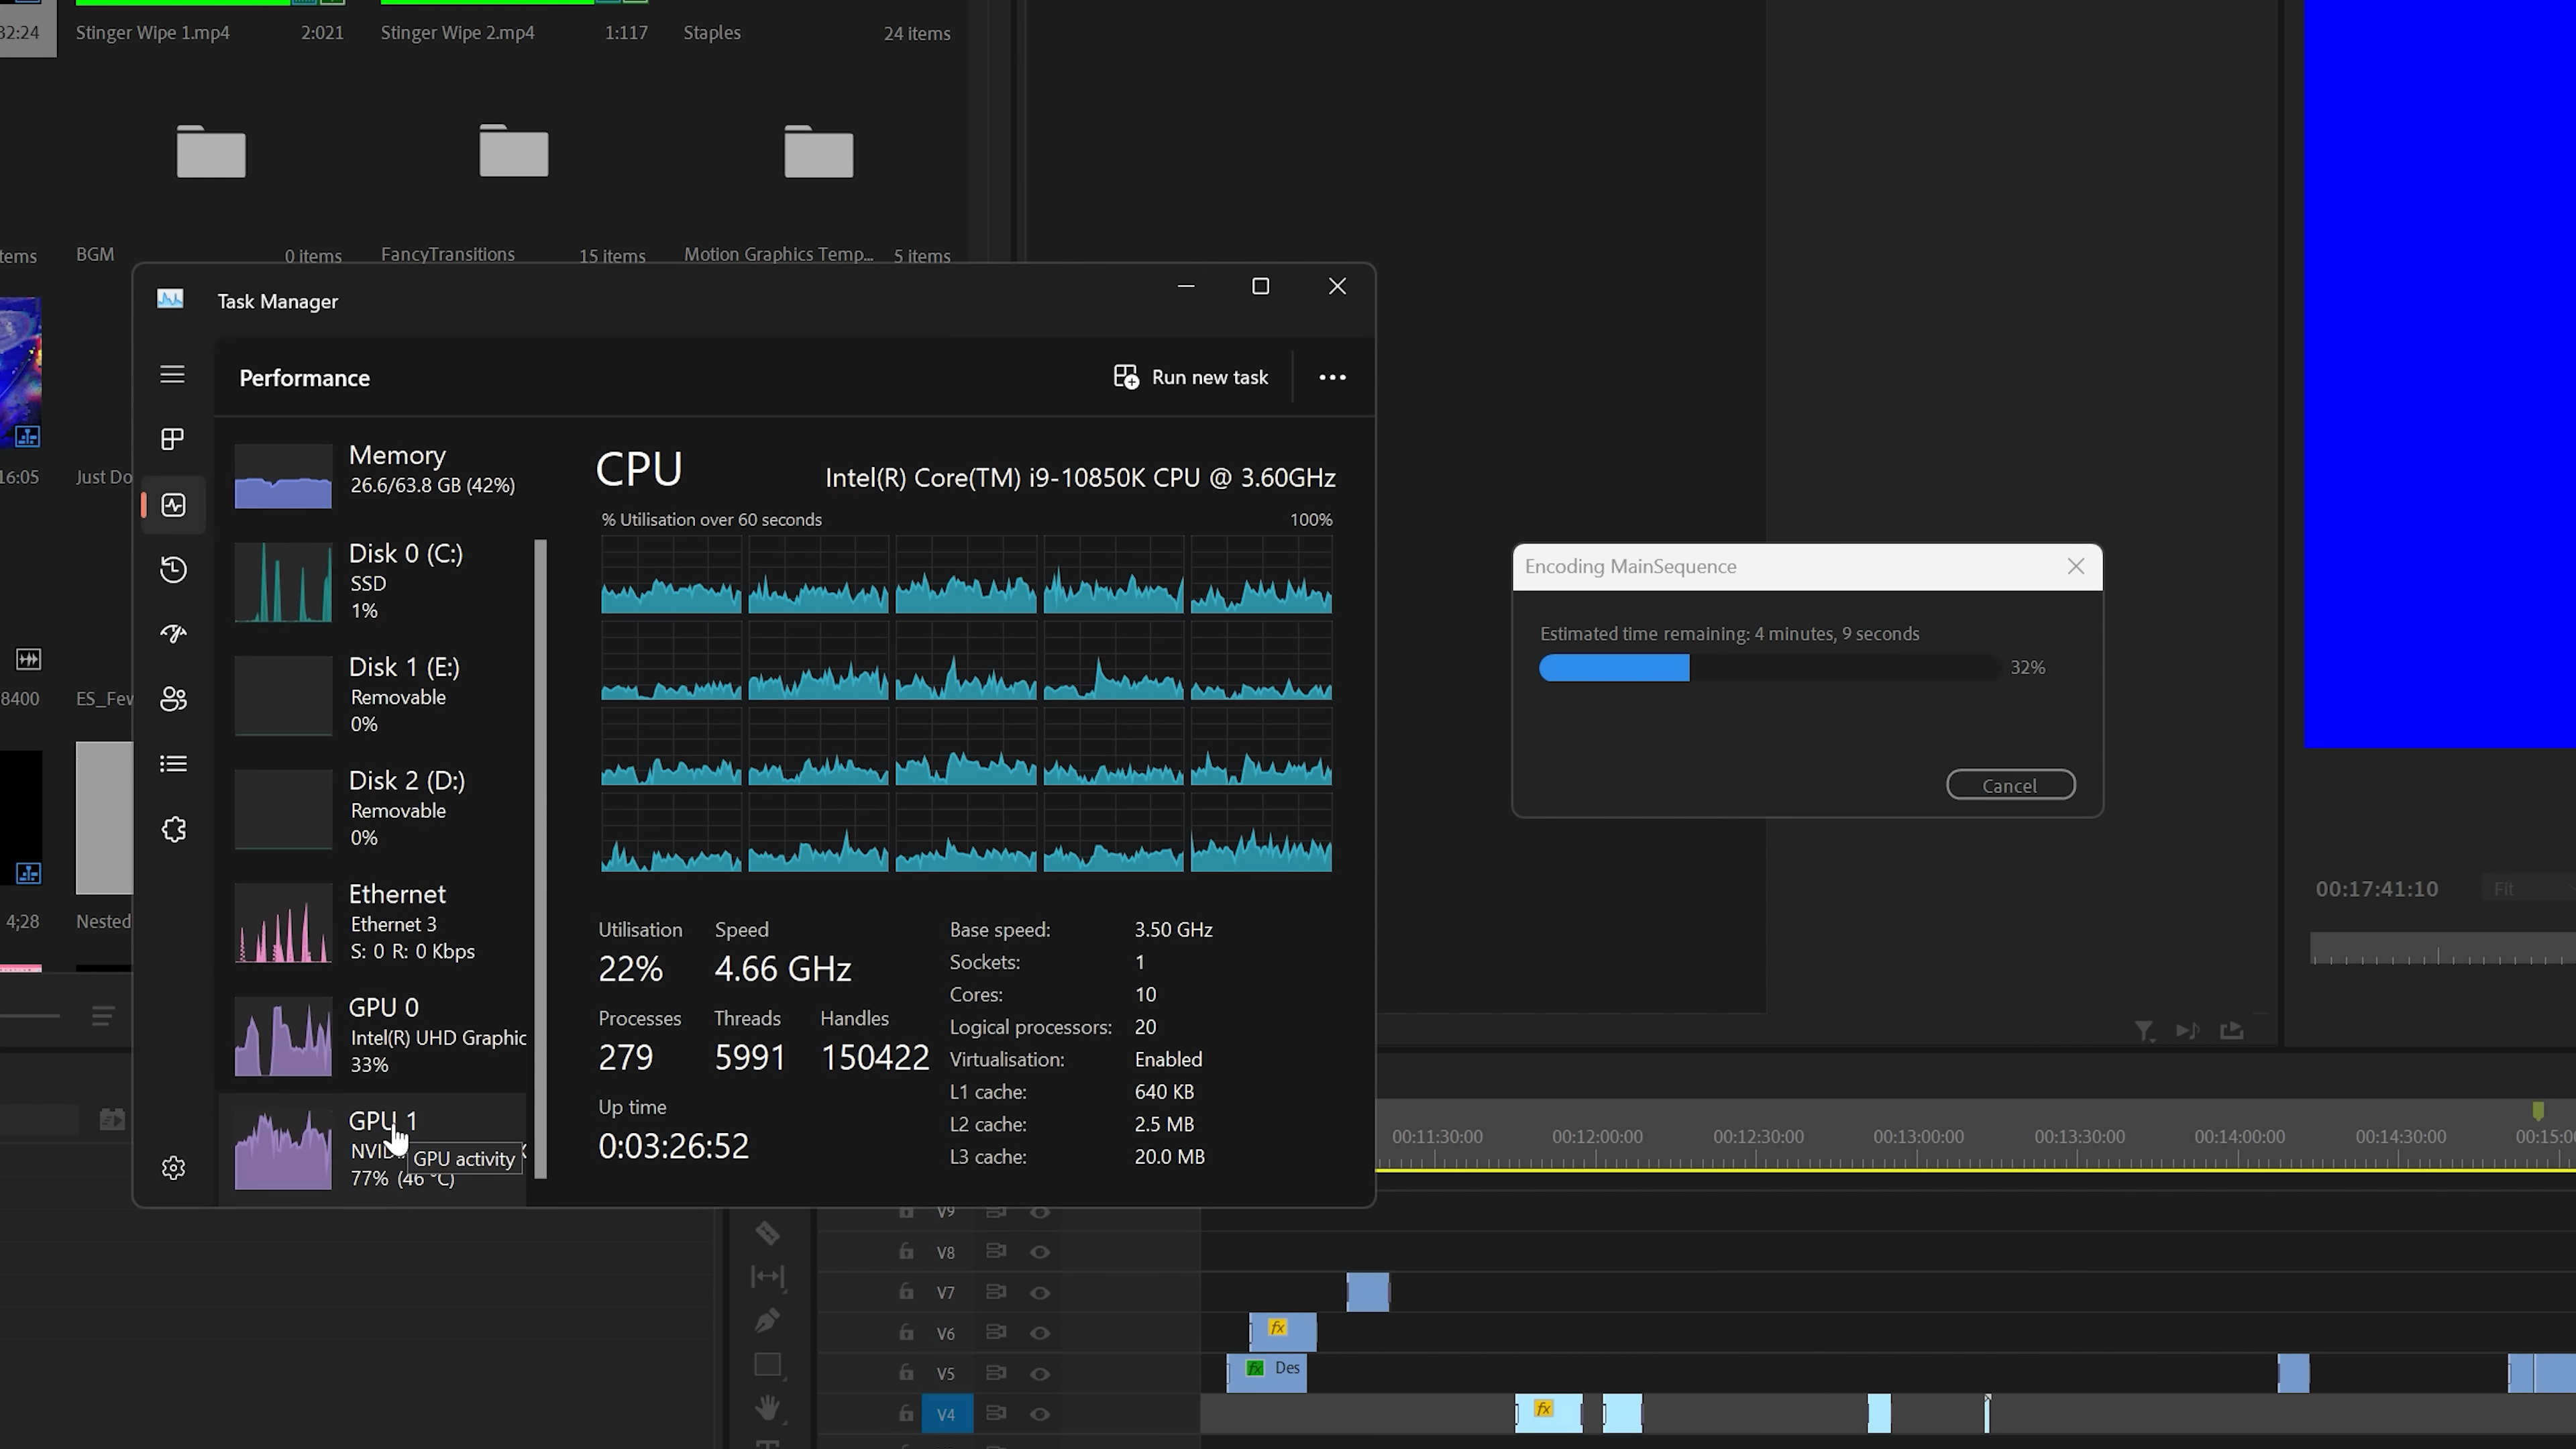 32:24 Stinger Wipe 1.mp4 2:021 Stinger Wipe 2.mp4 1:117 Staples 24 items
BGM 0 items FancyTransitions 15 items Motion Graphics Temp... 5 items
Task Manager
Performance Run new task
Memory
26.6/63.8 GB (42%)
Disk 0 (C:)
SSD
1%
Disk 1 (E:)
Removable
0%
Disk 2 (D:)
Removable
0%
Ethernet
Ethernet 3
S: 0 R: 0 Kbps
GPU 0
Intel(R) UHD Graphic
33%
GPU 1
GPU activity
77% (46 °C)
CPU Intel(R) Core(TM) i9-10850K CPU @ 3.60GHz
% Utilisation over 60 seconds 100%
Utilisation Speed
22% 4.66 GHz
Processes Threads Handles
279 5991 150422
Up time
0:03:26:52
Base speed: 3.50 GHz
Sockets: 1
Cores: 10
Logical processors: 20
Virtualisation: Enabled
L1 cache: 640 KB
L2 cache: 2.5 MB
L3 cache: 20.0 MB
16:05 Just Do
8400 ES_Few
4;28 Nested
Encoding MainSequence
Estimated time remaining: 4 minutes, 9 seconds
32%
Cancel
00:17:41:10 Fit
00:11:30:00 00:12:00:00 00:12:30:00 00:13:00:00 00:13:30:00 00:14:00:00 00:14:30:00 00:15:0
V9
V8
V7
V6 fx
V5 fx Des
V4 fx